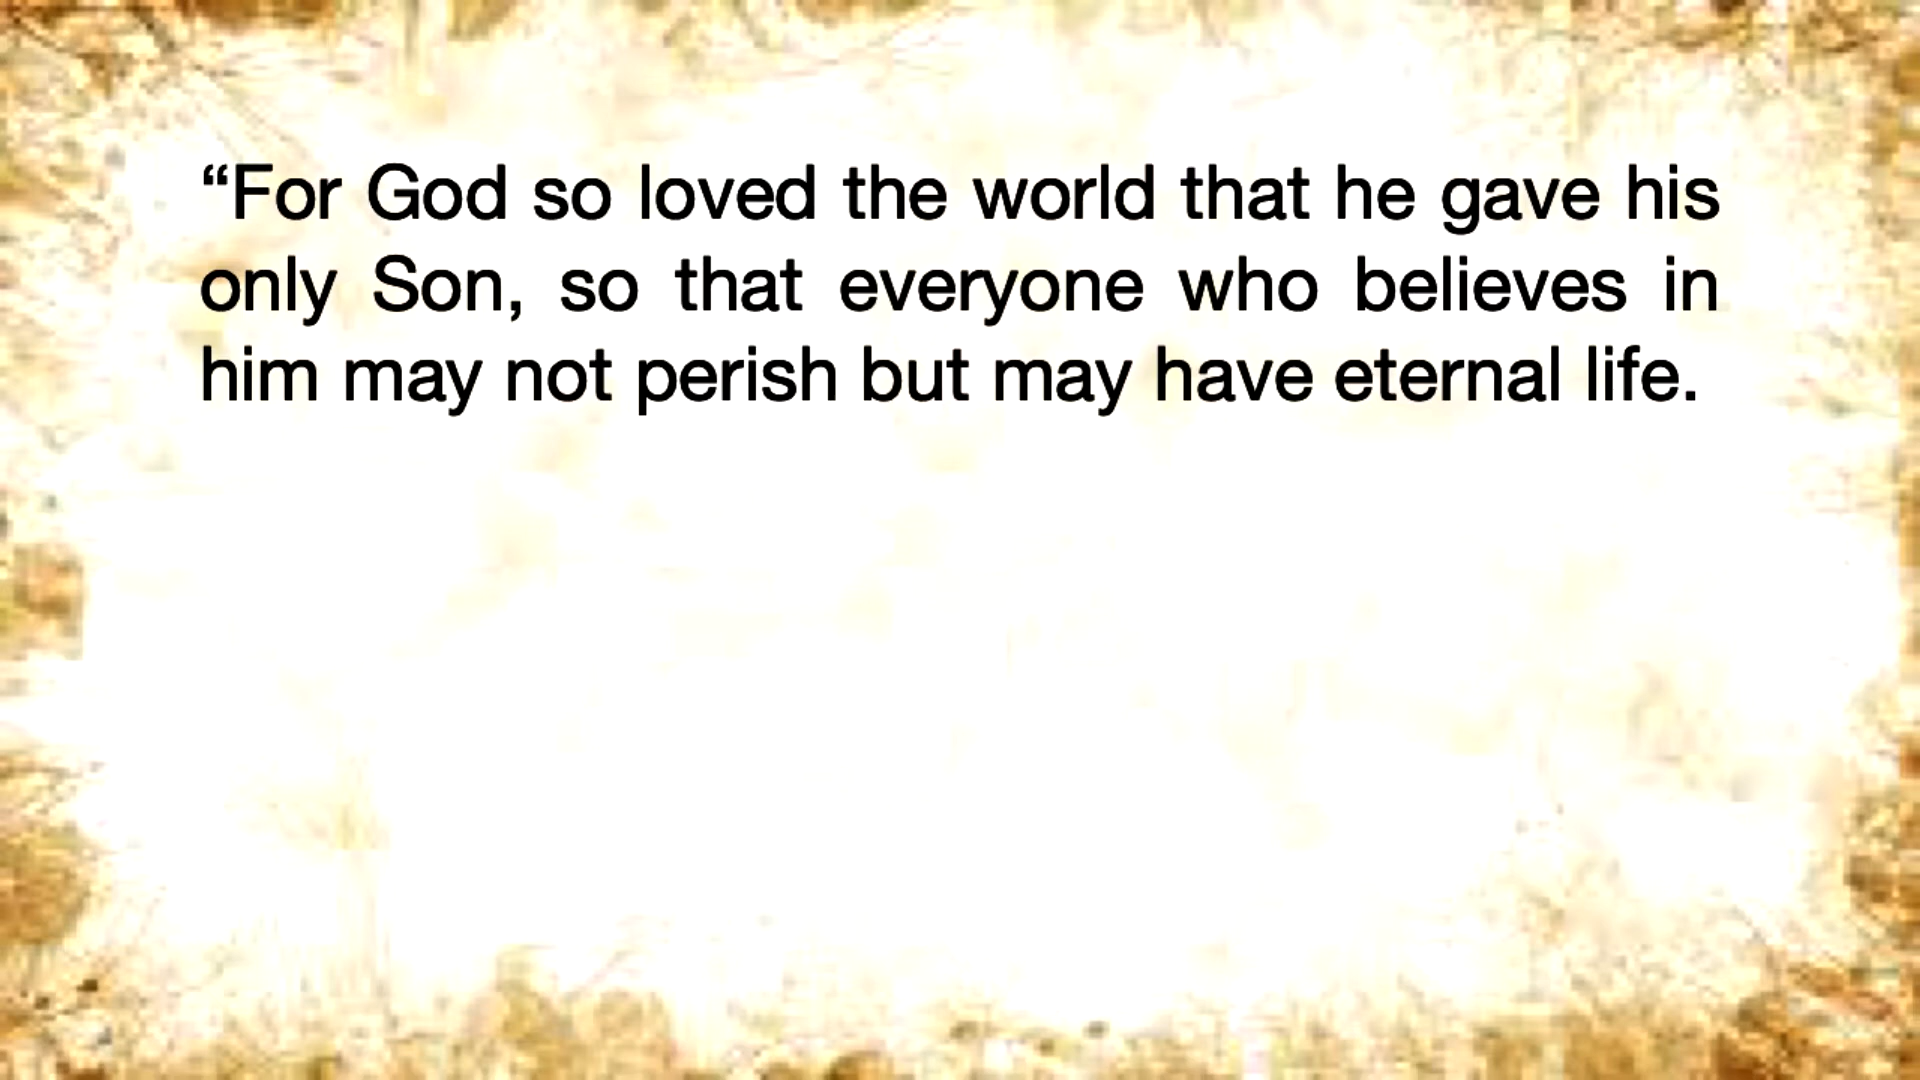 “For God so loved the world that he gave his
only Son, so that everyone who believes in
him may not perish but may have eternal life.